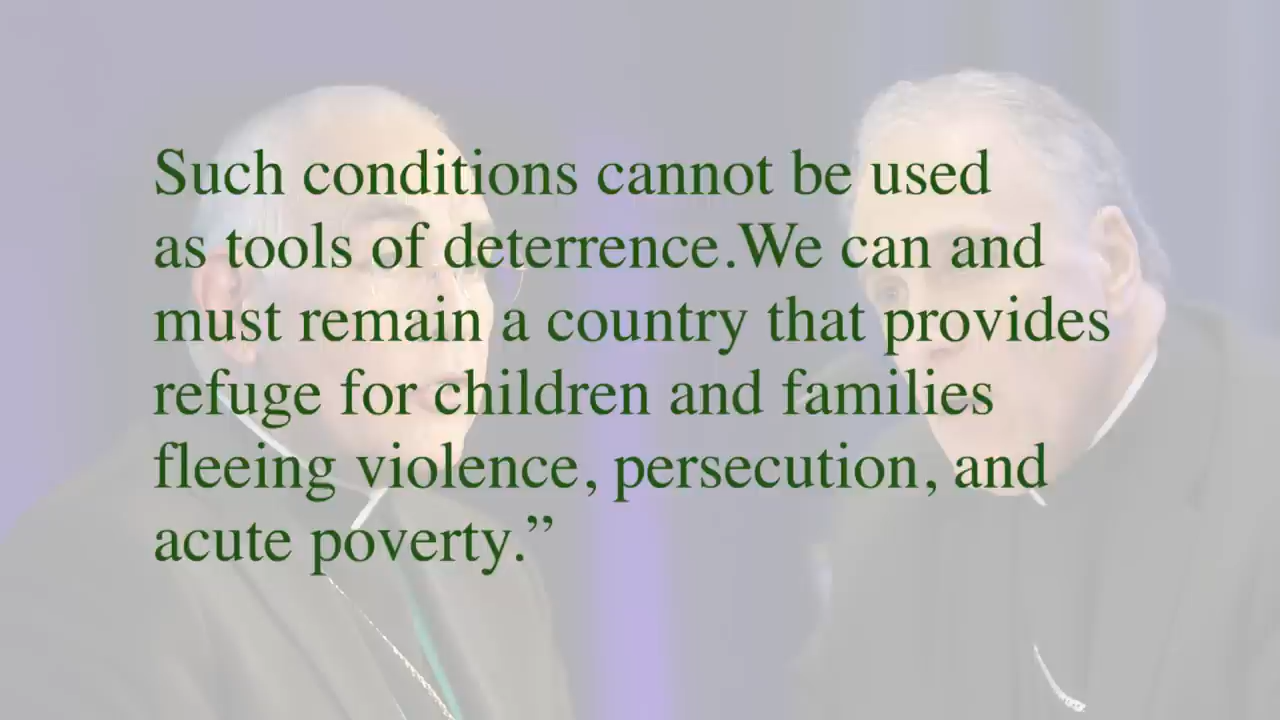 Such conditions cannot be used
as tools of deterrence.We can and
must remain a country that provides
refuge for children and families
fleeing violence, persecution, and
acute poverty.”